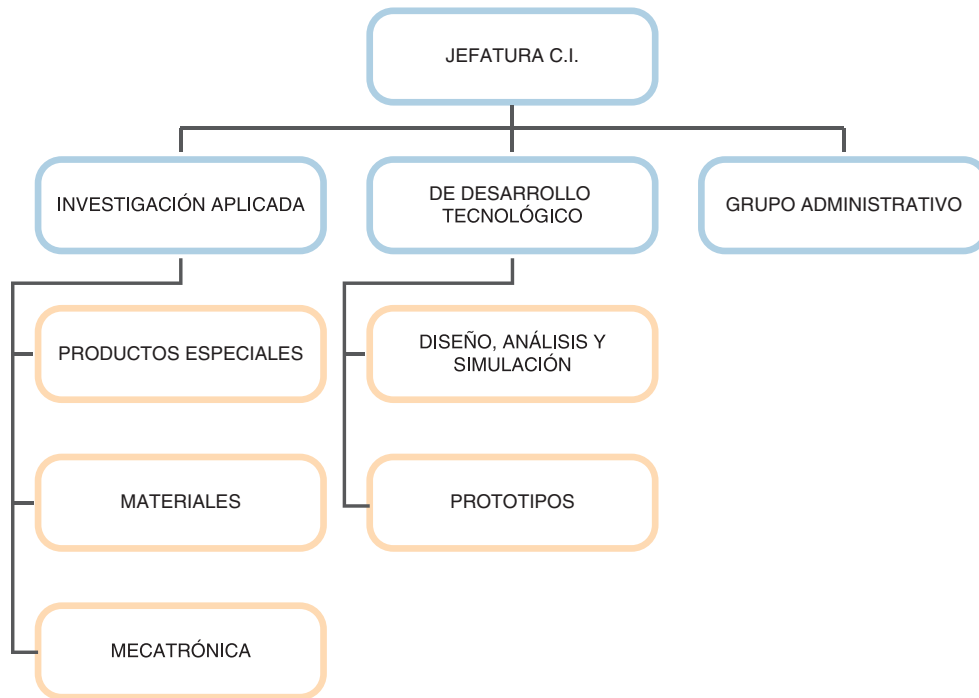 JEFATURA C.I.
INVESTIGACIÓN APLICADA
DE DESARROLLO
TECNOLÓGICO
GRUPO ADMINISTRATIVO
PRODUCTOS ESPECIALES
DISEÑO, ANÁLISIS Y
SIMULACIÓN
MATERIALES
PROTOTIPOS
MECATRÓNICA